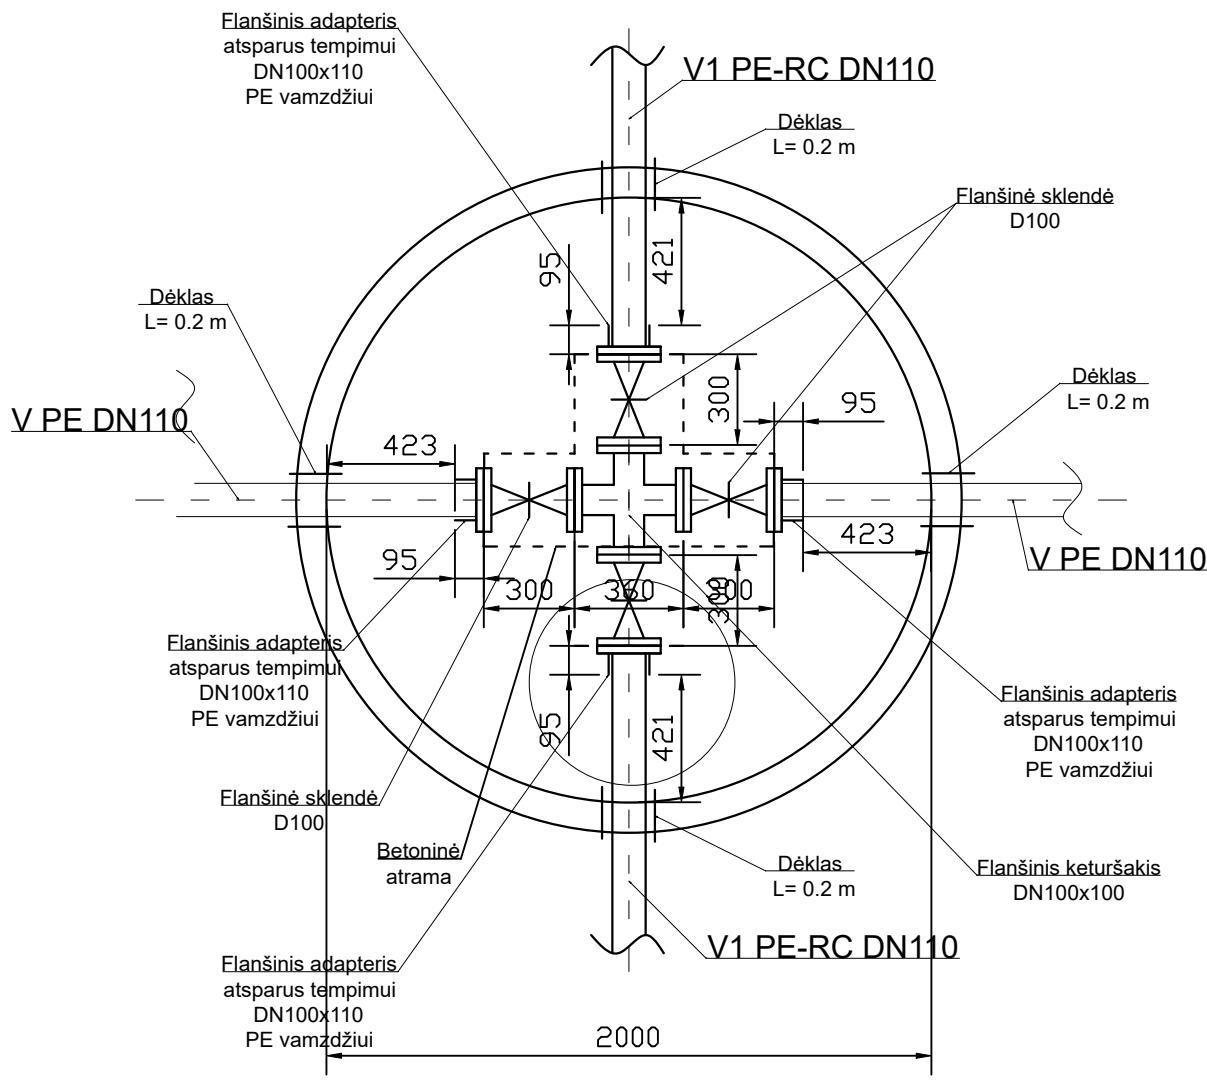 Flanšinis adapteris
atsparus tempimui
DN100x110
PE vamzdžiui
V1 PE-RC DN110
Dėklas
L= 0.2 m
Flanšinė sklendė
D100
95
421
Dėklas
L= 0.2 m
300
Dėklas
L= 0.2 m
V PE DN110
423
95
95
423
V PE DN110
300
360
300
300
Flanšinis adapteris
atsparus tempimui
DN100x110
PE vamzdžiui
Flanšinis adapteris
atsparus tempimui
DN100x110
PE vamzdžiui
95
421
Flanšinė sklendė
D100
Betoninė
atrama
Dėklas
L= 0.2 m
Flanšinis keturšakis
DN100x100
V1 PE-RC DN110
Flanšinis adapteris
atsparus tempimui
DN100x110
PE vamzdžiui
2000